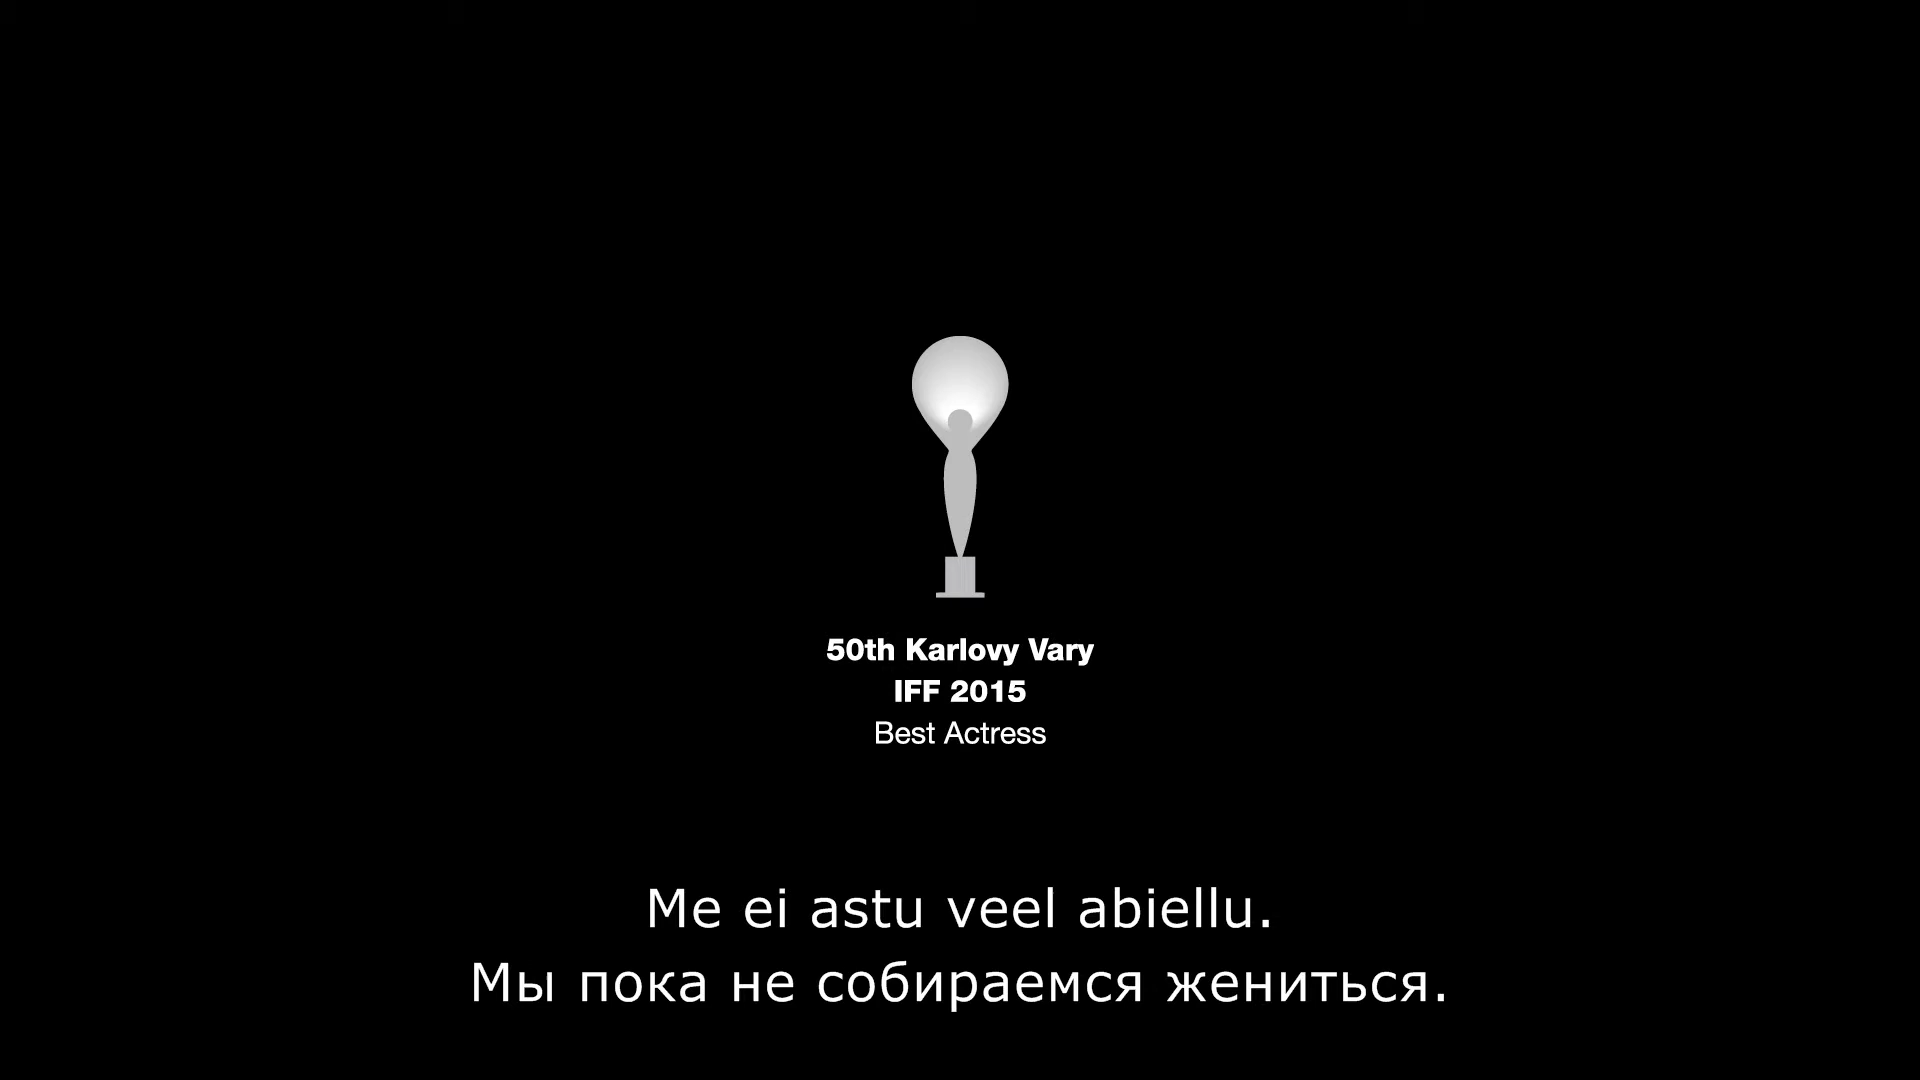 50th Karlovy Vary
IFF 2015
Best Actress
Me ei astu veel abiellu.
Мы пока не собираемся жениться.